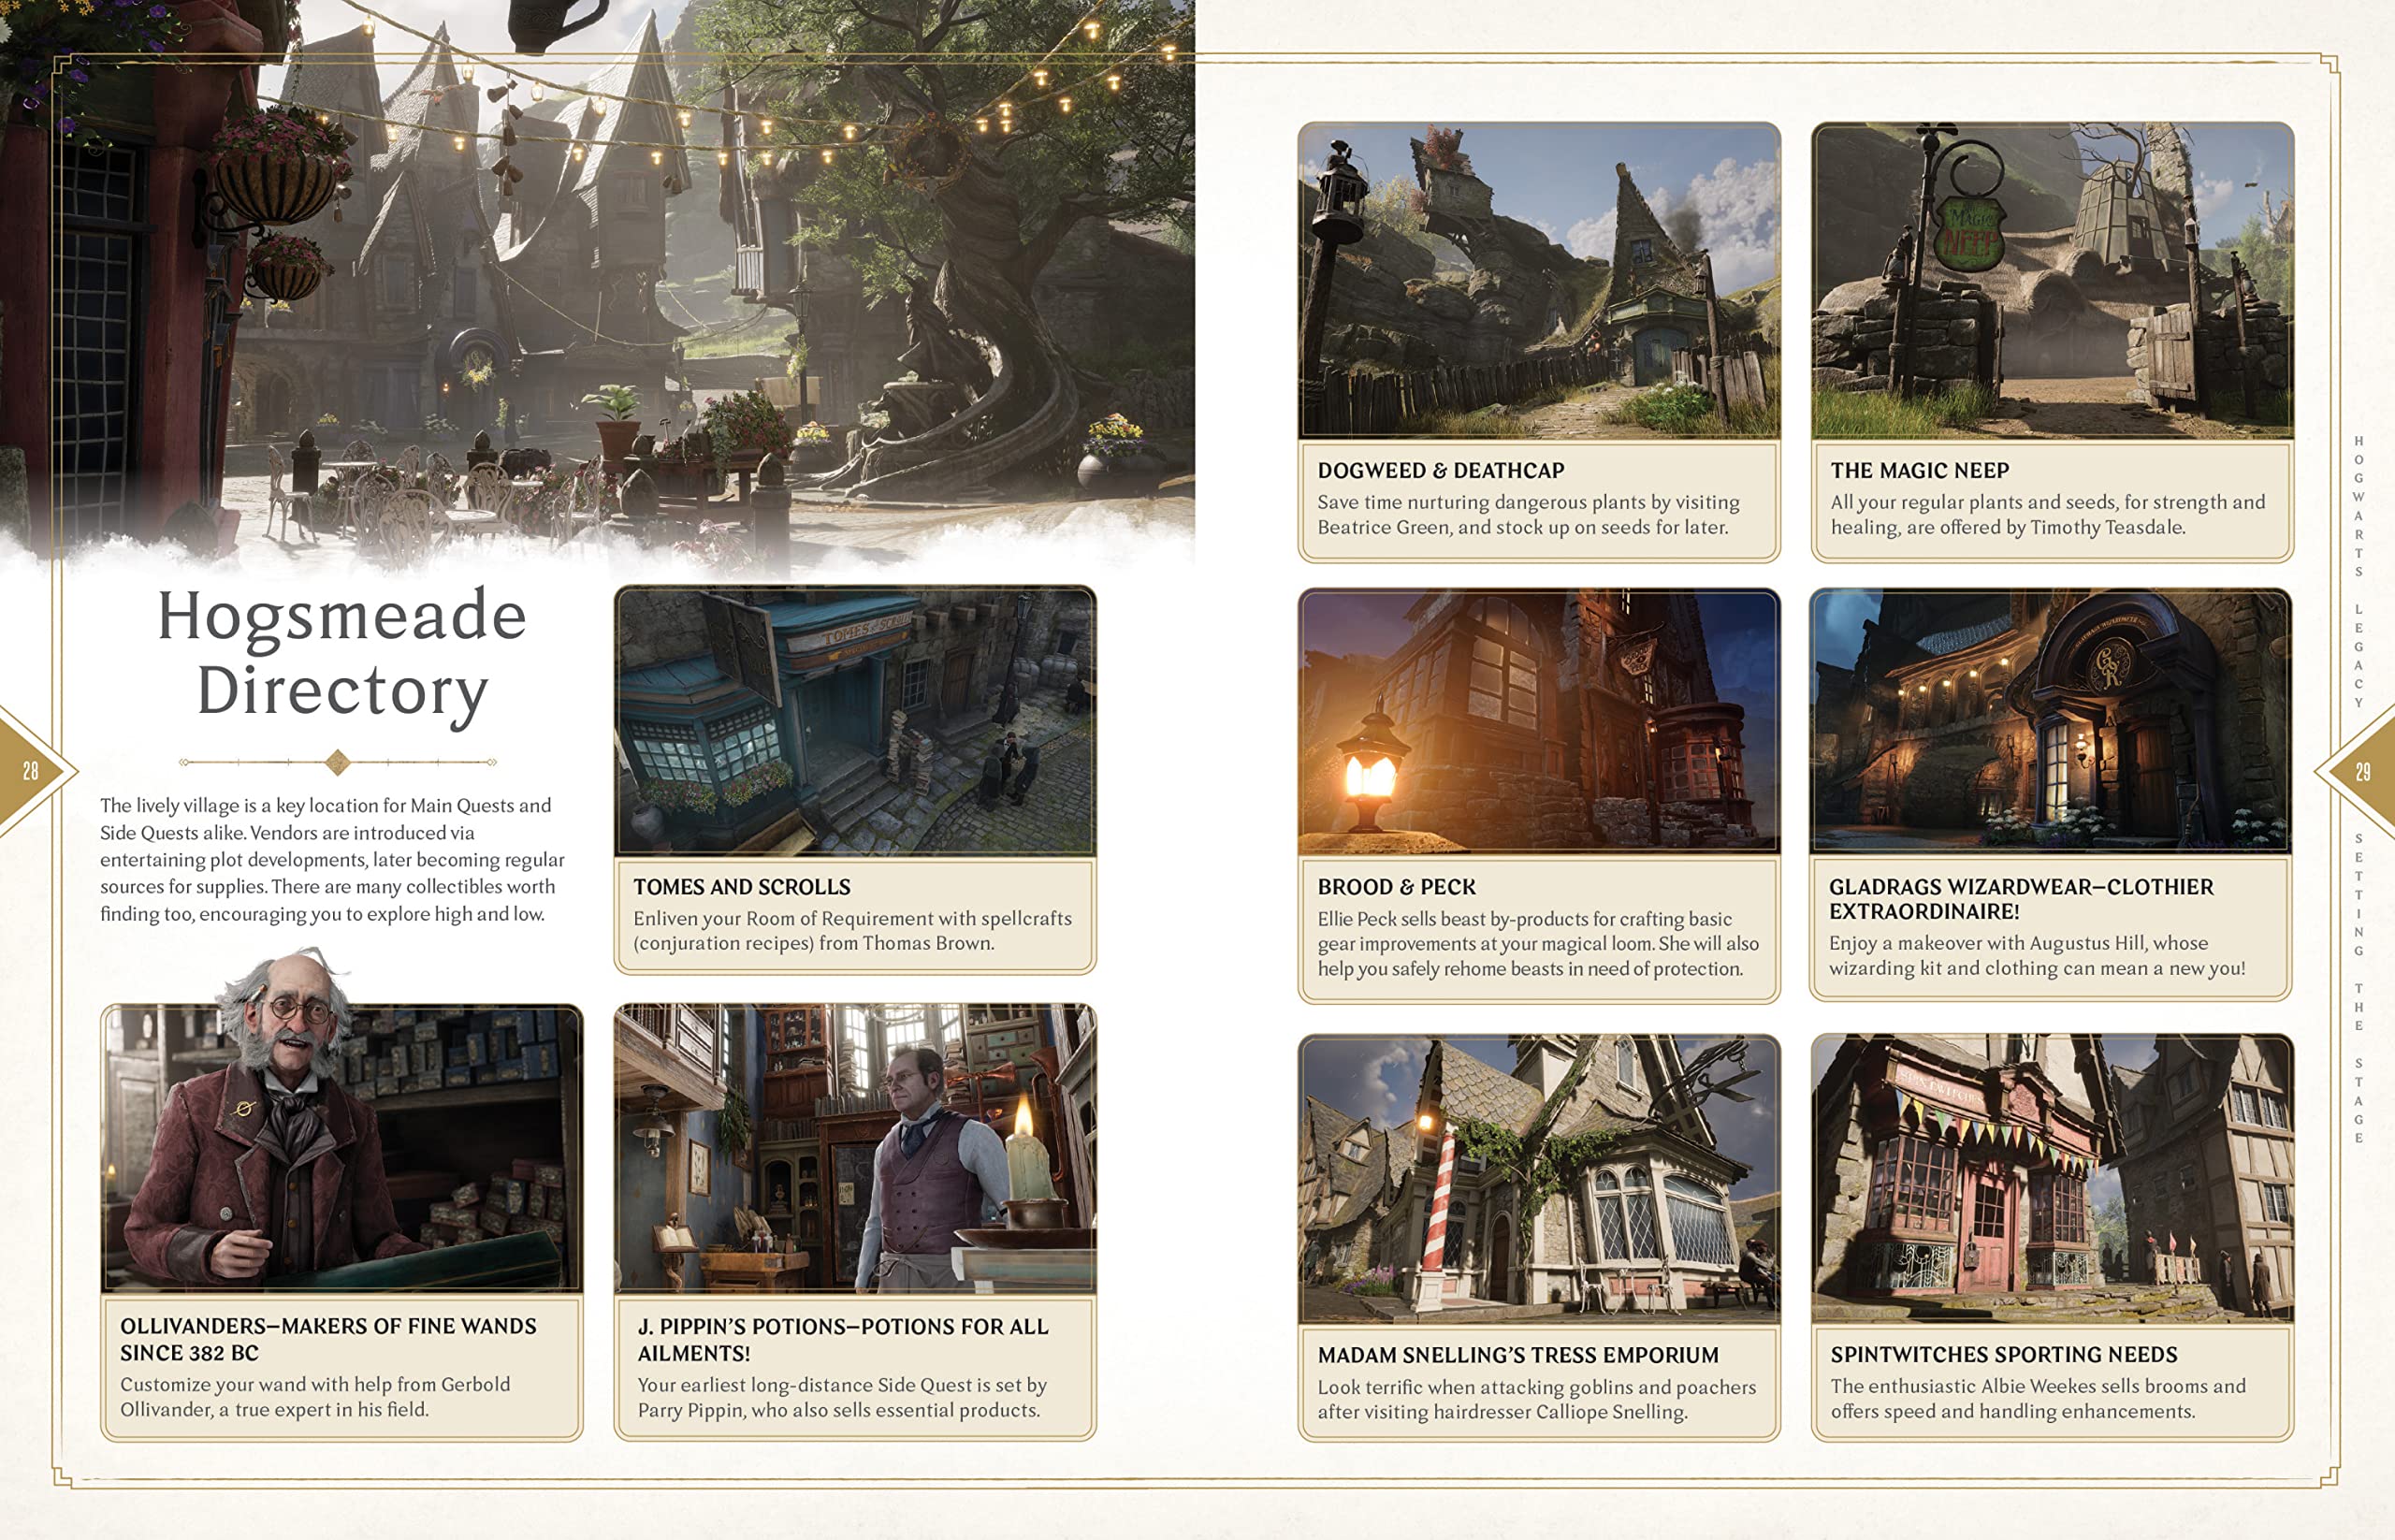 Hogsmeade
Directory
28
The lively village is a key location for Main Quests and
Side Quests alike. Vendors are introduced via
entertaining plot developments, later becoming regular
sources for supplies. There are many collectibles worth
finding too, encouraging you to explore high and low.
TOMES & SCROLLS
TOMES AND SCROLLS
Enliven your Room of Requirement with spellcrafts
(conjuration recipes) from Thomas Brown.
OLLIVANDERS—MAKERS OF FINE WANDS
SINCE 382 BC
Customize your wand with help from Gerbold
Ollivander, a true expert in his field.
J. PIPPIN'S POTIONS—POTIONS FOR ALL
AILMENTS!
Your earliest long-distance Side Quest is set by
Parry Pippin, who also sells essential products.
DOGWEED & DEATHCAP
Save time nurturing dangerous plants by visiting
Beatrice Green, and stock up on seeds for later.
MAGIC
NEEP
THE MAGIC NEEP
All your regular plants and seeds, for strength and
healing, are offered by Timothy Teasdale.
BROOD & PECK
Ellie Peck sells beast by-products for crafting basic
gear improvements at your magical loom. She will also
help you safely rehome beasts in need of protection.
GLADRAGS WIZARDWEAR—CLOTHIER
EXTRAORDINAIRE!
Enjoy a makeover with Augustus Hill, whose
wizarding kit and clothing can mean a new you!
MADAM SNELLING'S TRESS EMPORIUM
Look terrific when attacking goblins and poachers
after visiting hairdresser Calliope Snelling.
SPINTWITCHES
SPINTWITCHES SPORTING NEEDS
The enthusiastic Albie Weekes sells brooms and
offers speed and handling enhancements.
HOGWARTS LEGACY
29
SETTING THE STAGE